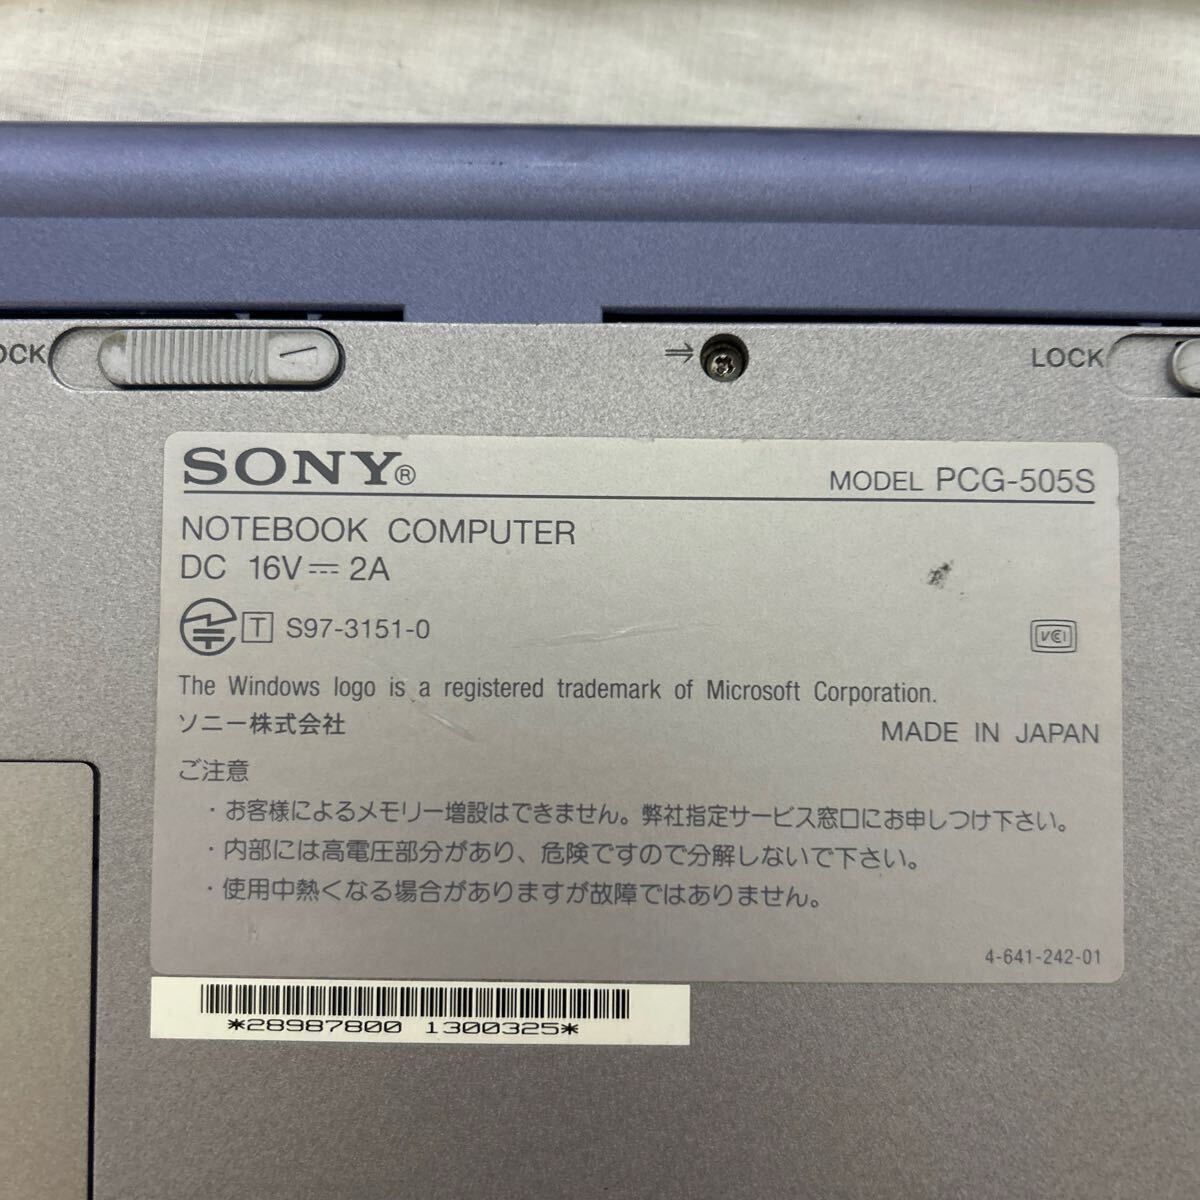 OCK
LOCK
SONY®
MODEL PCG-505S
NOTEBOOK COMPUTER
DC 16V⎓2A
T S97-3151-0
VCI
The Windows logo is a registered trademark of Microsoft Corporation.
ソニー株式会社
MADE IN JAPAN
ご注意
・お客様によるメモリー増設はできません。弊社指定サービス窓口にお申しつけ下さい。
・内部には高電圧部分があり、危険ですので分解しないで下さい。
・使用中熱くなる場合がありますが故障ではありません。
4-641-242-01
*28987800 1300325*